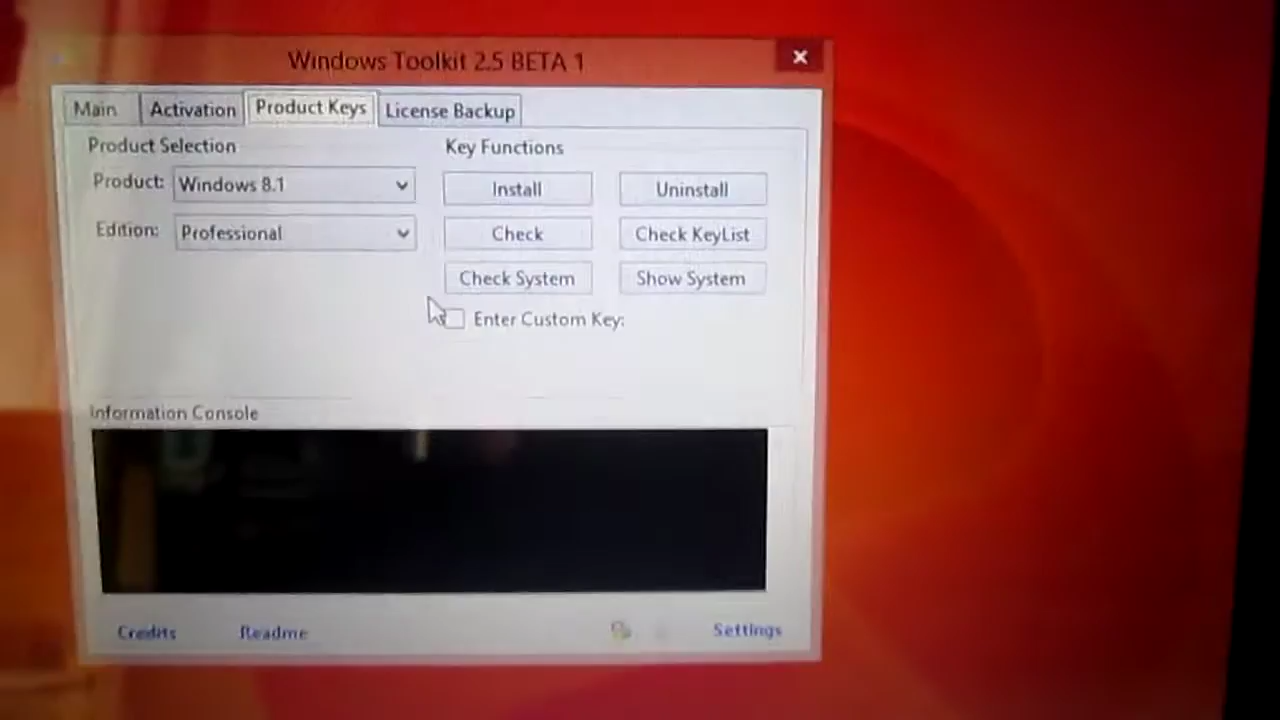 Windows Toolkit 2.5 BETA 1
Main
Activation
Product Keys
License Backup
Product Selection
Key Functions
Product:
Windows 8.1
Install
Uninstall
Edition:
Professional
Check
Check KeyList
Check System
Show System
Enter Custom Key:
Information Console
Credits
Readme
Settings